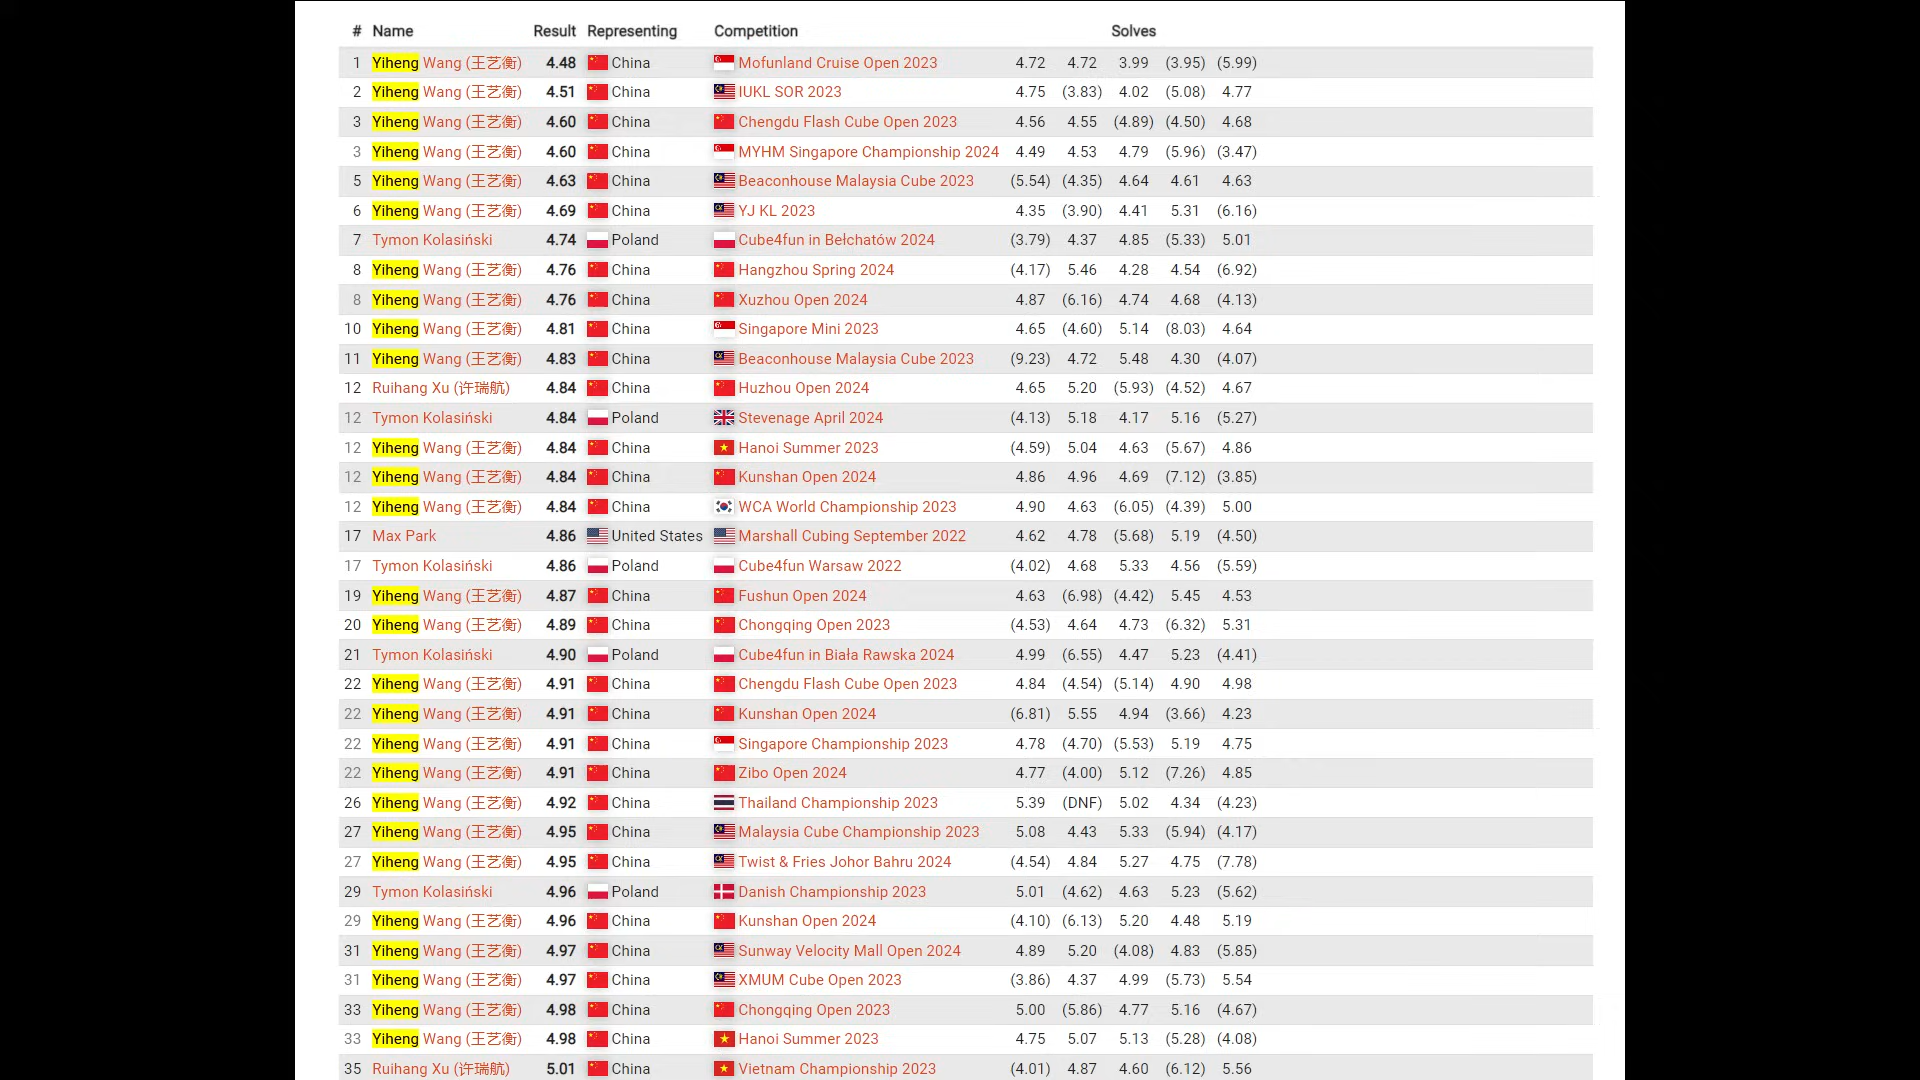 # Name Result Representing Competition Solves
1 Yiheng Wang (王艺衡) 4.48 China Mofunland Cruise Open 2023 4.72 4.72 3.99 (3.95) (5.99)
2 Yiheng Wang (王艺衡) 4.51 China IUKL SOR 2023 4.75 (3.83) 4.02 (5.08) 4.77
3 Yiheng Wang (王艺衡) 4.60 China Chengdu Flash Cube Open 2023 4.56 4.55 (4.89) (4.50) 4.68
3 Yiheng Wang (王艺衡) 4.60 China MYHM Singapore Championship 2024 4.49 4.53 4.79 (5.96) (3.47)
5 Yiheng Wang (王艺衡) 4.63 China Beaconhouse Malaysia Cube 2023 (5.54) (4.35) 4.64 4.61 4.63
6 Yiheng Wang (王艺衡) 4.69 China YJ KL 2023 4.35 (3.90) 4.41 5.31 (6.16)
7 Tymon Kolasiński 4.74 Poland Cube4fun in Bełchatów 2024 (3.79) 4.37 4.85 (5.33) 5.01
8 Yiheng Wang (王艺衡) 4.76 China Hangzhou Spring 2024 (4.17) 5.46 4.28 4.54 (6.92)
8 Yiheng Wang (王艺衡) 4.76 China Xuzhou Open 2024 4.87 (6.16) 4.74 4.68 (4.13)
10 Yiheng Wang (王艺衡) 4.81 China Singapore Mini 2023 4.65 (4.60) 5.14 (8.03) 4.64
11 Yiheng Wang (王艺衡) 4.83 China Beaconhouse Malaysia Cube 2023 (9.23) 4.72 5.48 4.30 (4.07)
12 Ruihang Xu (许瑞航) 4.84 China Huzhou Open 2024 4.65 5.20 (5.93) (4.52) 4.67
12 Tymon Kolasiński 4.84 Poland Stevenage April 2024 (4.13) 5.18 4.17 5.16 (5.27)
12 Yiheng Wang (王艺衡) 4.84 China Hanoi Summer 2023 (4.59) 5.04 4.63 (5.67) 4.86
12 Yiheng Wang (王艺衡) 4.84 China Kunshan Open 2024 4.86 4.96 4.69 (7.12) (3.85)
12 Yiheng Wang (王艺衡) 4.84 China WCA World Championship 2023 4.90 4.63 (6.05) (4.39) 5.00
17 Max Park 4.86 United States Marshall Cubing September 2022 4.62 4.78 (5.68) 5.19 (4.50)
17 Tymon Kolasiński 4.86 Poland Cube4fun Warsaw 2022 (4.02) 4.68 5.33 4.56 (5.59)
19 Yiheng Wang (王艺衡) 4.87 China Fushun Open 2024 4.63 (6.98) (4.42) 5.45 4.53
20 Yiheng Wang (王艺衡) 4.89 China Chongqing Open 2023 (4.53) 4.64 4.73 (6.32) 5.31
21 Tymon Kolasiński 4.90 Poland Cube4fun in Biała Rawska 2024 4.99 (6.55) 4.47 5.23 (4.41)
22 Yiheng Wang (王艺衡) 4.91 China Chengdu Flash Cube Open 2023 4.84 (4.54) (5.14) 4.90 4.98
22 Yiheng Wang (王艺衡) 4.91 China Kunshan Open 2024 (6.81) 5.55 4.94 (3.66) 4.23
22 Yiheng Wang (王艺衡) 4.91 China Singapore Championship 2023 4.78 (4.70) (5.53) 5.19 4.75
22 Yiheng Wang (王艺衡) 4.91 China Zibo Open 2024 4.77 (4.00) 5.12 (7.26) 4.85
26 Yiheng Wang (王艺衡) 4.92 China Thailand Championship 2023 5.39 (DNF) 5.02 4.34 (4.23)
27 Yiheng Wang (王艺衡) 4.95 China Malaysia Cube Championship 2023 5.08 4.43 5.33 (5.94) (4.17)
27 Yiheng Wang (王艺衡) 4.95 China Twist & Fries Johor Bahru 2024 (4.54) 4.84 5.27 4.75 (7.78)
29 Tymon Kolasiński 4.96 Poland Danish Championship 2023 5.01 (4.62) 4.63 5.23 (5.62)
29 Yiheng Wang (王艺衡) 4.96 China Kunshan Open 2024 (4.10) (6.13) 5.20 4.48 5.19
31 Yiheng Wang (王艺衡) 4.97 China Sunway Velocity Mall Open 2024 4.89 5.20 (4.08) 4.83 (5.85)
31 Yiheng Wang (王艺衡) 4.97 China XMUM Cube Open 2023 (3.86) 4.37 4.99 (5.73) 5.54
33 Yiheng Wang (王艺衡) 4.98 China Chongqing Open 2023 5.00 (5.86) 4.77 5.16 (4.67)
33 Yiheng Wang (王艺衡) 4.98 China Hanoi Summer 2023 4.75 5.07 5.13 (5.28) (4.08)
35 Ruihang Xu (许瑞航) 5.01 China Vietnam Championship 2023 (4.01) 4.87 4.60 (6.12) 5.56